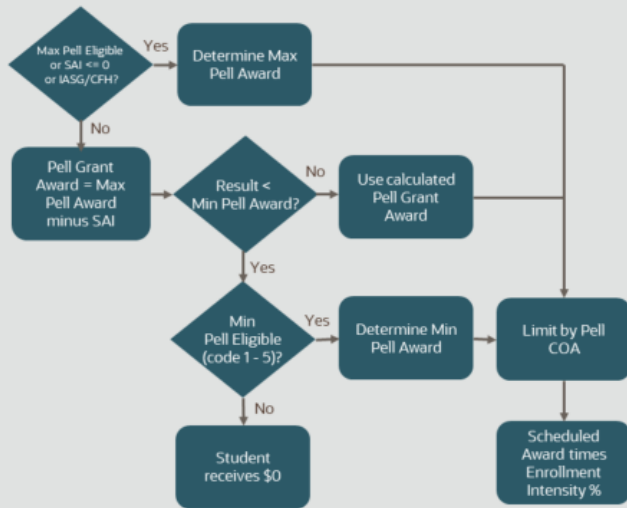 Max Pell Eligible
or SAI <= 0
or IASG/CFH?
Yes
Determine Max
Pell Award
No
Pell Grant
Award = Max
Pell Award
minus SAI
Result <
Min Pell Award?
No
Use calculated
Pell Grant
Award
Yes
Min
Pell Eligible
(code 1 - 5)?
Yes
Determine Min
Pell Award
Limit by Pell
COA
No
Student
receives $0
Scheduled
Award times
Enrollment
Intensity %